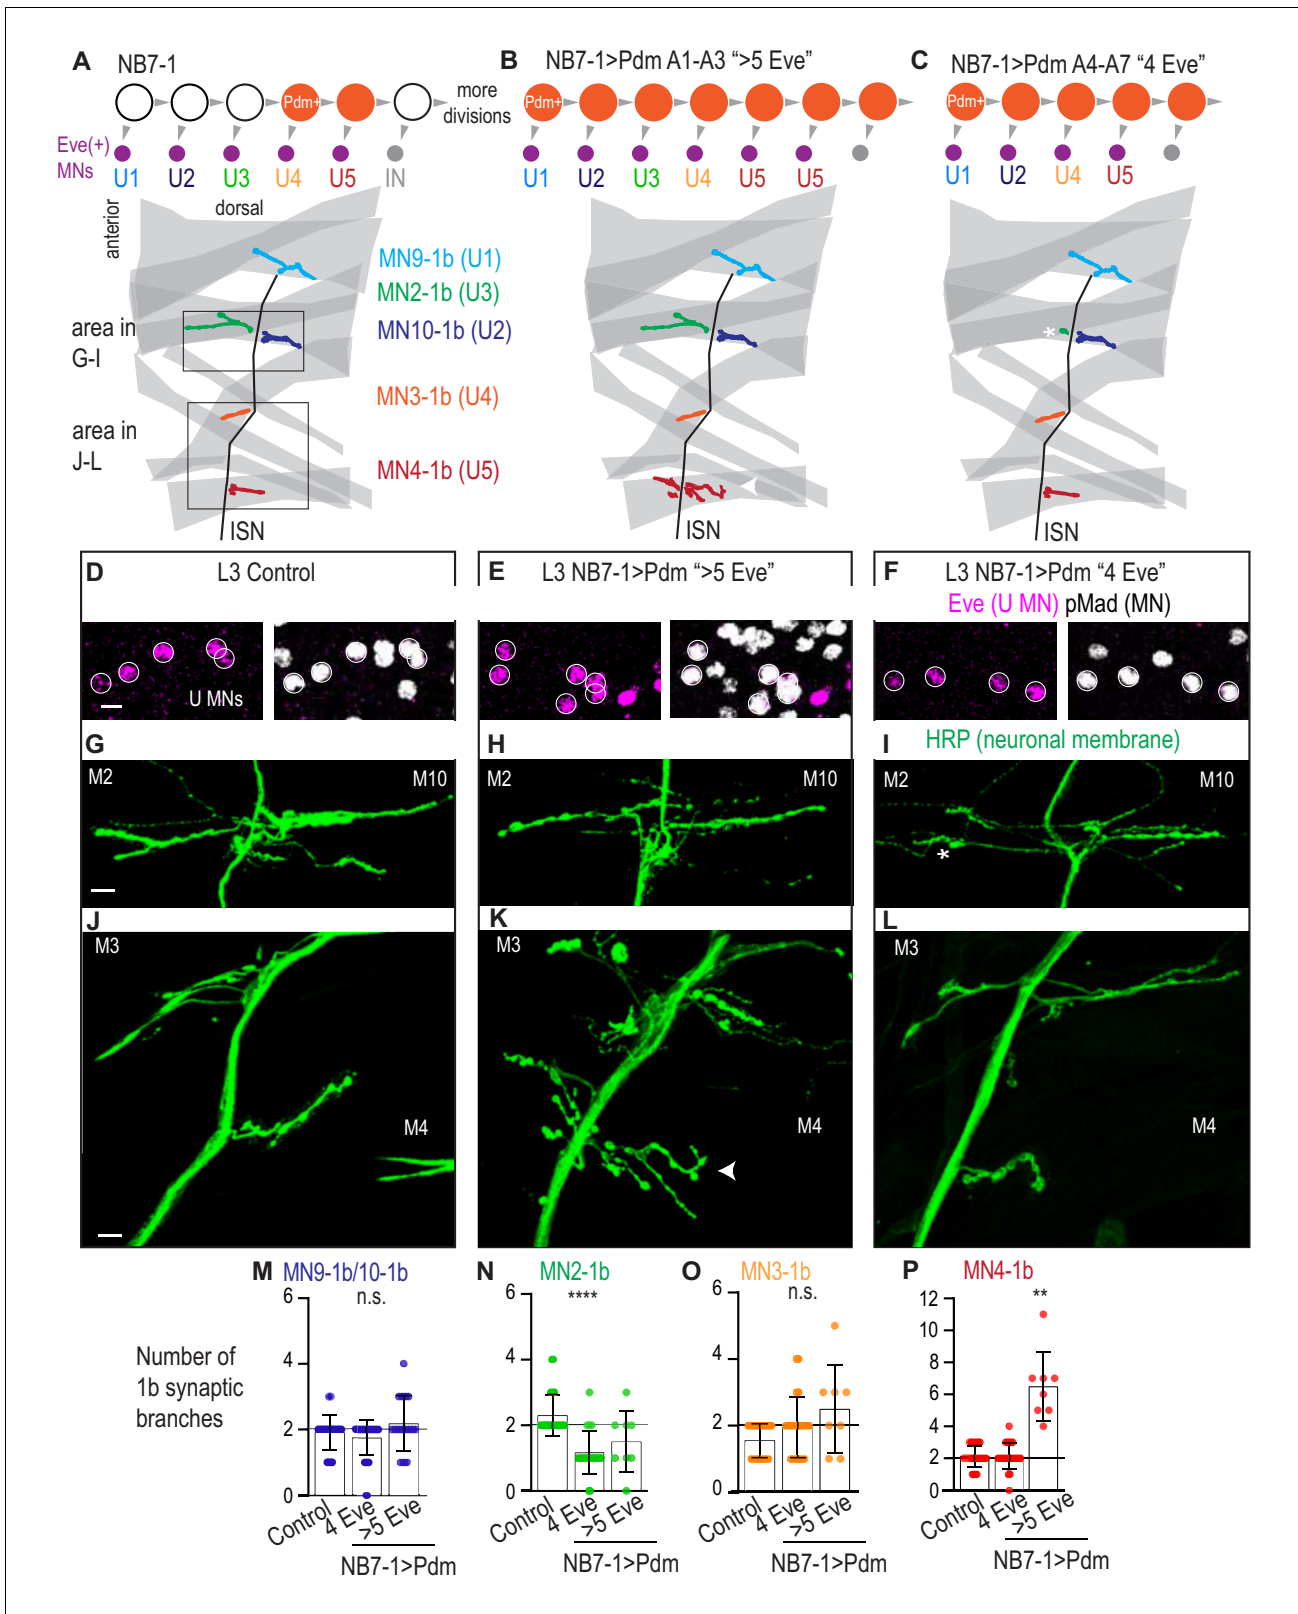 A NB7-1
Pdm+
more divisions
Eve(+) MNs
U1 U2 U3 U4 U5 IN
anterior
dorsal
area in G-I
area in J-L
ISN
MN9-1b (U1)
MN2-1b (U3)
MN10-1b (U2)
MN3-1b (U4)
MN4-1b (U5)
B NB7-1>Pdm A1-A3 “>5 Eve”
Pdm+
U1 U2 U3 U4 U5 U5
ISN
C NB7-1>Pdm A4-A7 “4 Eve”
Pdm+
U1 U2 U4 U5
*
ISN
D L3 Control
U MNs
E L3 NB7-1>Pdm “>5 Eve”
F L3 NB7-1>Pdm “4 Eve”
Eve (U MN) pMad (MN)
G
M2 M10
H
M2 M10
I HRP (neuronal membrane)
M2 M10
*
J
M3
M4
K
M3
M4
L
M3
M4
Number of
1b synaptic
branches
M MN9-1b/10-1b
n.s.
6
4
2
0
Control 4 Eve >5 Eve
NB7-1>Pdm
N MN2-1b
****
6
4
2
0
Control 4 Eve >5 Eve
NB7-1>Pdm
O MN3-1b
n.s.
6
4
2
0
Control 4 Eve >5 Eve
NB7-1>Pdm
P MN4-1b
**
12
10
8
6
4
2
0
Control 4 Eve >5 Eve
NB7-1>Pdm